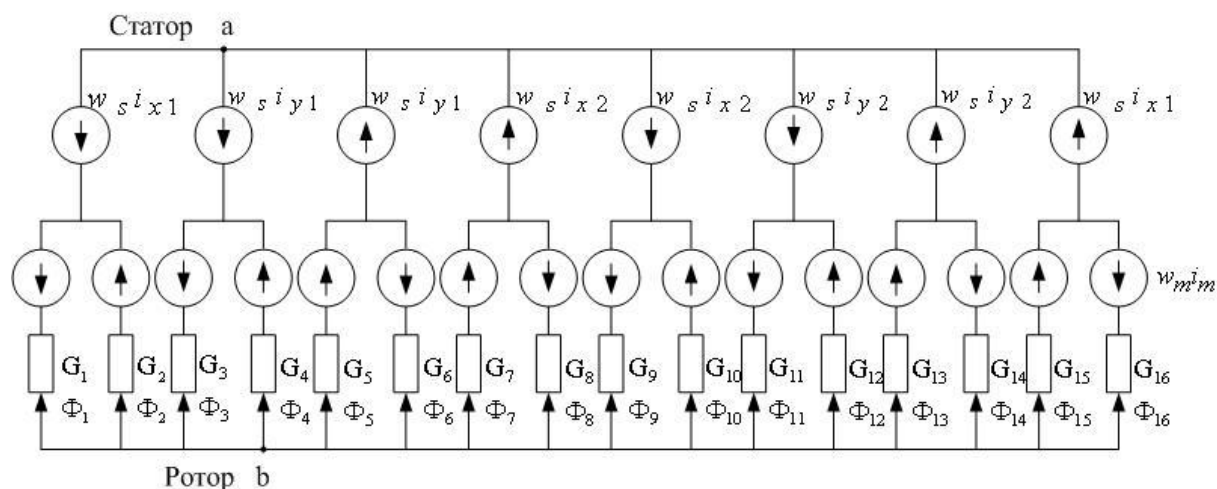 Статор a
w s i x 1 w s i y 1 w s i y 1 w s i x 2 w s i x 2 w s i y 2 w s i y 2 w s i x 1
w m i m
G1 G2 G3 G4 G5 G6 G7 G8 G9 G10 G11 G12 G13 G14 G15 G16
Φ1 Φ2 Φ3 Φ4 Φ5 Φ6 Φ7 Φ8 Φ9 Φ10 Φ11 Φ12 Φ13 Φ14 Φ15 Φ16
Ротор b